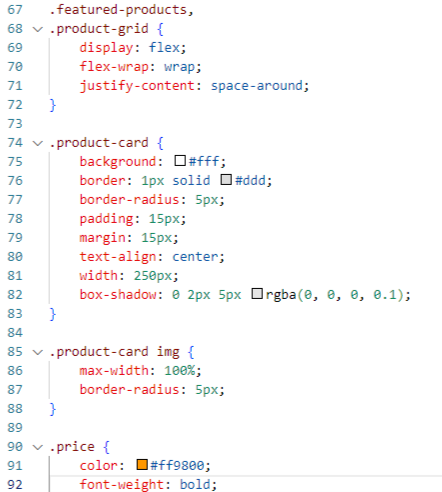 67 .featured-products,
68 .product-grid {
69 display: flex;
70 flex-wrap: wrap;
71 justify-content: space-around;
72 }
73
74 .product-card {
75 background: #fff;
76 border: 1px solid #ddd;
77 border-radius: 5px;
78 padding: 15px;
79 margin: 15px;
80 text-align: center;
81 width: 250px;
82 box-shadow: 0 2px 5px rgba(0, 0, 0, 0.1);
83 }
84
85 .product-card img {
86 max-width: 100%;
87 border-radius: 5px;
88 }
89
90 .price {
91 color: #ff9800;
92 font-weight: bold;